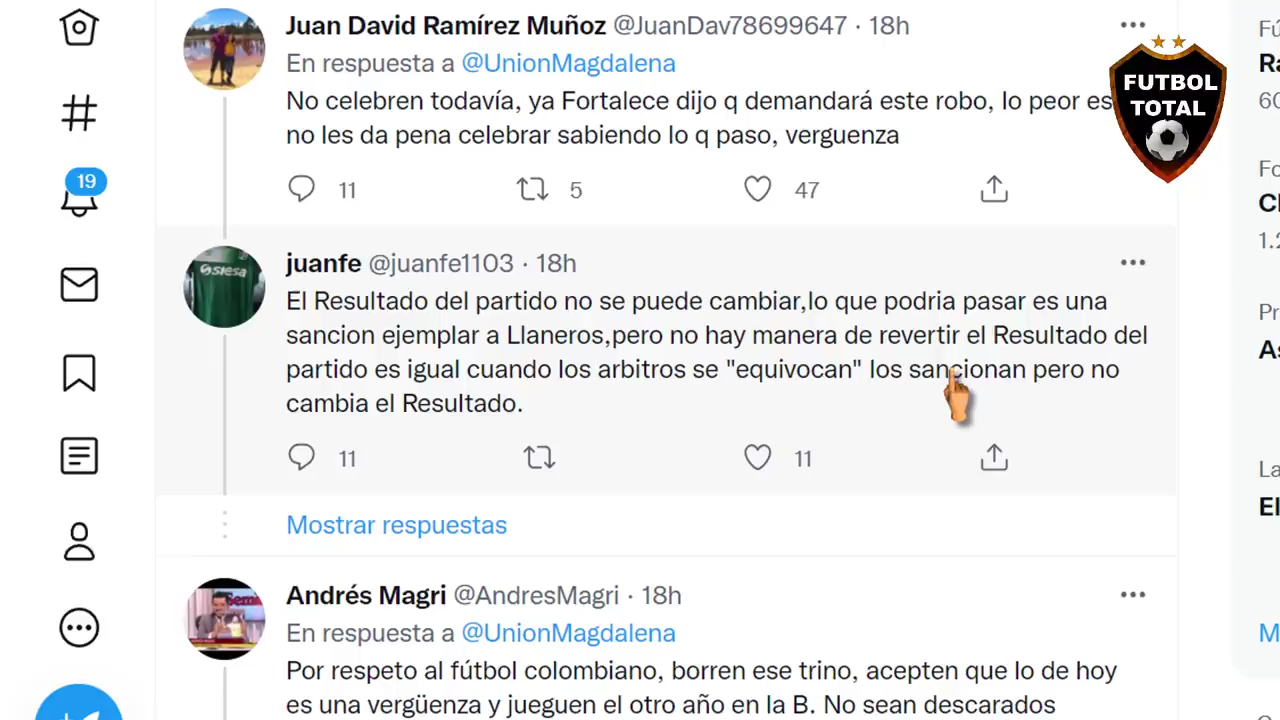 Juan David Ramírez Muñoz @JuanDav78699647 · 18h
En respuesta a @UnionMagdalena
No celebren todavía, ya Fortalece dijo q demandará este robo, lo peor es
no les da pena celebrar sabiendo lo q paso, verguenza
11 5 47
FUTBOL
TOTAL
19
juanfe @juanfe1103 · 18h
El Resultado del partido no se puede cambiar,lo que podria pasar es una
sancion ejemplar a Llaneros,pero no hay manera de revertir el Resultado del
partido es igual cuando los arbitros se "equivocan" los sancionan pero no
cambia el Resultado.
11 11
Mostrar respuestas
Andrés Magri @AndresMagri · 18h
En respuesta a @UnionMagdalena
Por respeto al fútbol colombiano, borren ese trino, acepten que lo de hoy
es una vergüenza y jueguen el otro año en la B. No sean descarados
siesa